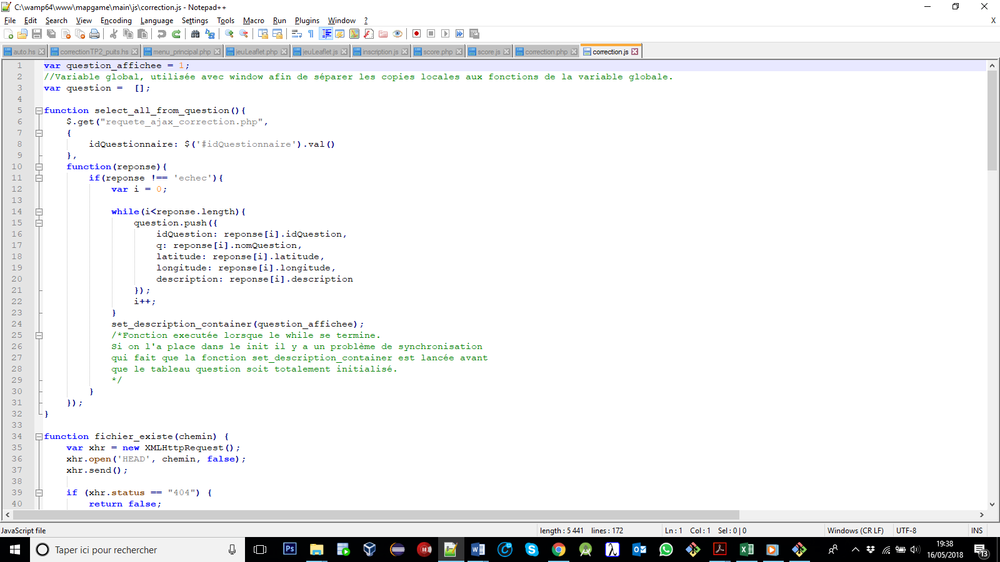 C:\wamp64\www\mapgame\main\js\correction.js - Notepad++
File Edit Search View Encoding Language Settings Tools Macro Run Plugins Window ? X
auto.hs correctionTP2_puits.hs menu_principal.php jeuLeaflet.php jeuLeaflet.js inscription.js score.php score.js correction.php correction.js
1 var question_affichee = 1;
2 //Variable global, utilisée avec window afin de séparer les copies locales aux fonctions de la variable globale.
3 var question =  [];
4
5 function select_all_from_question(){
6 $.get("requete_ajax_correction.php",
7 {
8 idQuestionnaire: $('#idQuestionnaire').val()
9 },
10 function(reponse){
11 if(reponse !== 'echec'){
12 var i = 0;
13
14 while(i<reponse.length){
15 question.push({
16 idQuestion: reponse[i].idQuestion,
17 q: reponse[i].nomQuestion,
18 latitude: reponse[i].latitude,
19 longitude: reponse[i].longitude,
20 description: reponse[i].description
21 });
22 i++;
23 }
24 set_description_container(question_affichee);
25 /*Fonction executée lorsque le while se termine.
26 Si on l'a place dans le init il y a un problème de synchronisation
27 qui fait que la fonction set_description_container est lancée avant
28 que le tableau question soit totalement initialisé.
29 */
30 }
31 });
32 }
33
34 function fichier_existe(chemin) {
35 var xhr = new XMLHttpRequest();
36 xhr.open('HEAD', chemin, false);
37 xhr.send();
38
39 if (xhr.status == "404") {
40 return false;
JavaScript file length : 5 441 lines : 172 Ln : 1 Col : 1 Sel : 0 | 0 Windows (CR LF) UTF-8 INS
Taper ici pour rechercher
19:38
16/05/2018
13